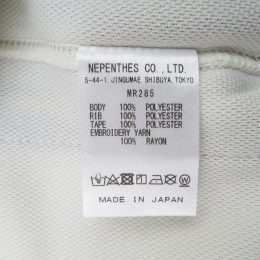 NEPENTHES CO., LTD.
5-44-1 JINGUMAE SHIBUYA, TOKYO
MR285
BODY 100% POLYESTER
RIB 100% POLYESTER
TAPE 100% POLYESTER
EMBROIDERY YARN
100% RAYON
MADE IN JAPAN